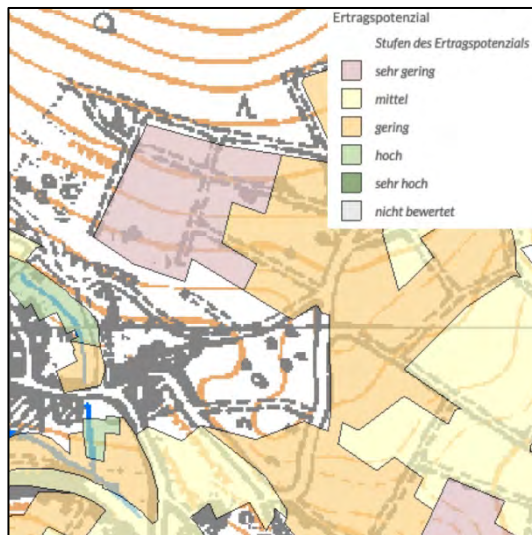 Ertragspotenzial
Stufen des Ertragspotenzials
sehr gering
mittel
gering
hoch
sehr hoch
nicht bewertet